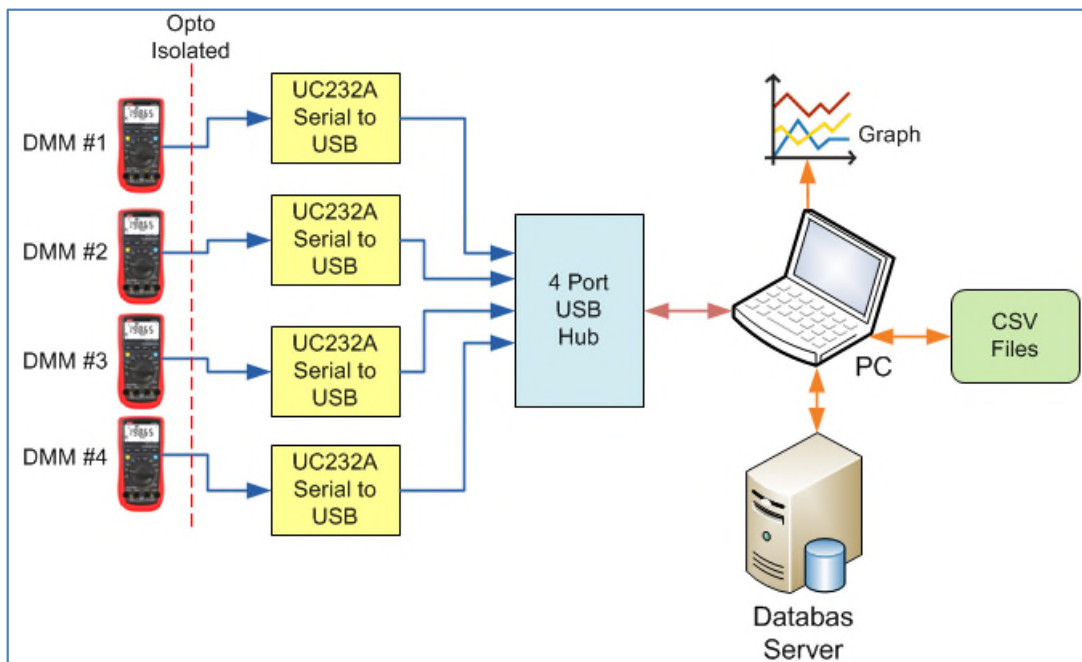 Opto
Isolated
DMM #1
DMM #2
DMM #3
DMM #4
UC232A
Serial to
USB
UC232A
Serial to
USB
UC232A
Serial to
USB
UC232A
Serial to
USB
4 Port
USB
Hub
Graph
PC
CSV
Files
Databas
Server